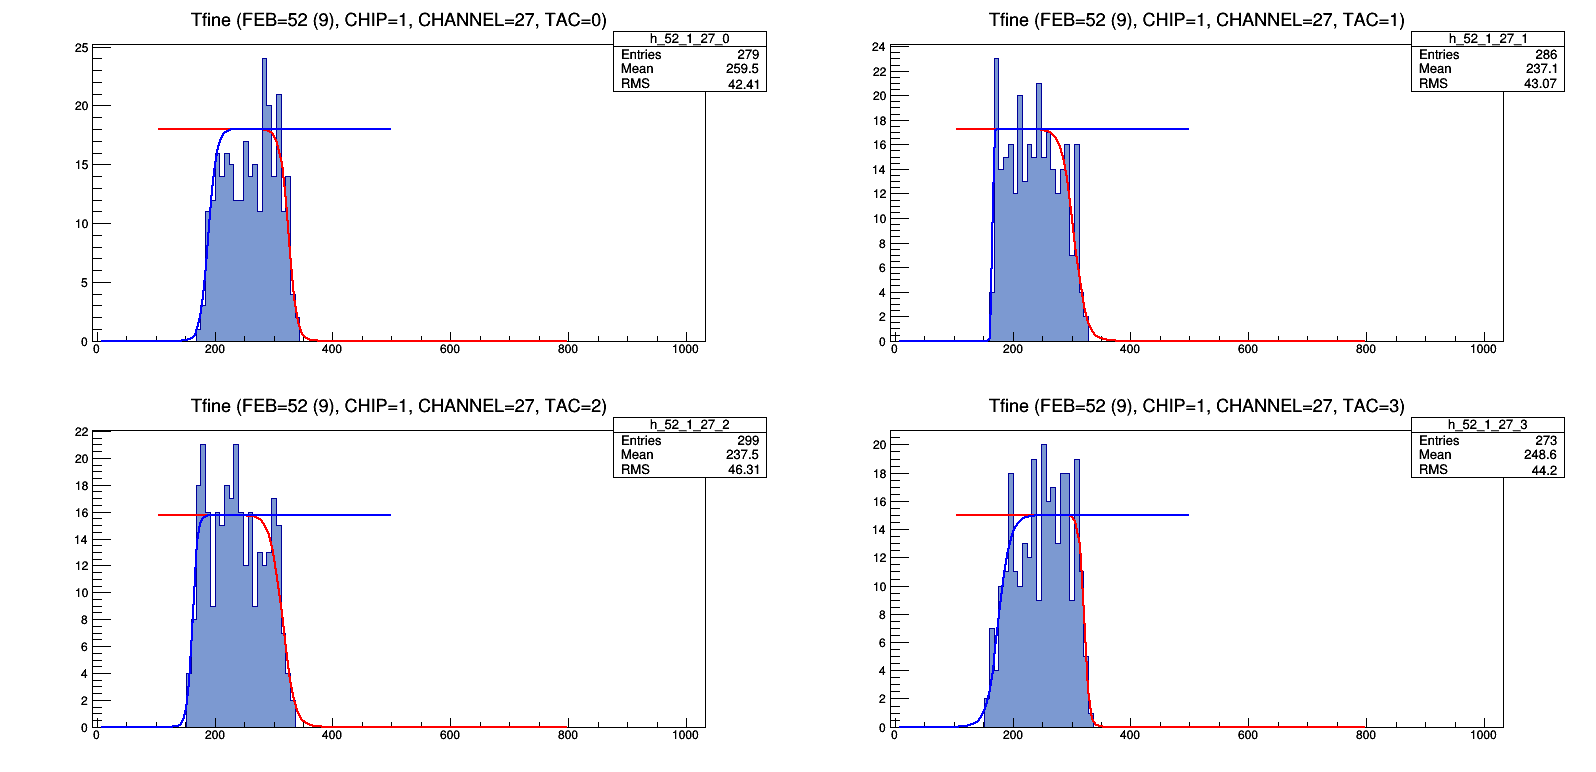 Tfine (FEB=52 (9), CHIP=1, CHANNEL=27, TAC=0)
h_52_1_27_0
Entries 279
Mean 259.5
RMS 42.41
25
20
15
10
5
0
0 200 400 600 800 1000
Tfine (FEB=52 (9), CHIP=1, CHANNEL=27, TAC=1)
h_52_1_27_1
Entries 286
Mean 237.1
RMS 43.07
24
22
20
18
16
14
12
10
8
6
4
2
0
0 200 400 600 800 1000
Tfine (FEB=52 (9), CHIP=1, CHANNEL=27, TAC=2)
h_52_1_27_2
Entries 299
Mean 237.5
RMS 46.31
22
20
18
16
14
12
10
8
6
4
2
0
0 200 400 600 800 1000
Tfine (FEB=52 (9), CHIP=1, CHANNEL=27, TAC=3)
h_52_1_27_3
Entries 273
Mean 248.6
RMS 44.2
20
18
16
14
12
10
8
6
4
2
0
0 200 400 600 800 1000